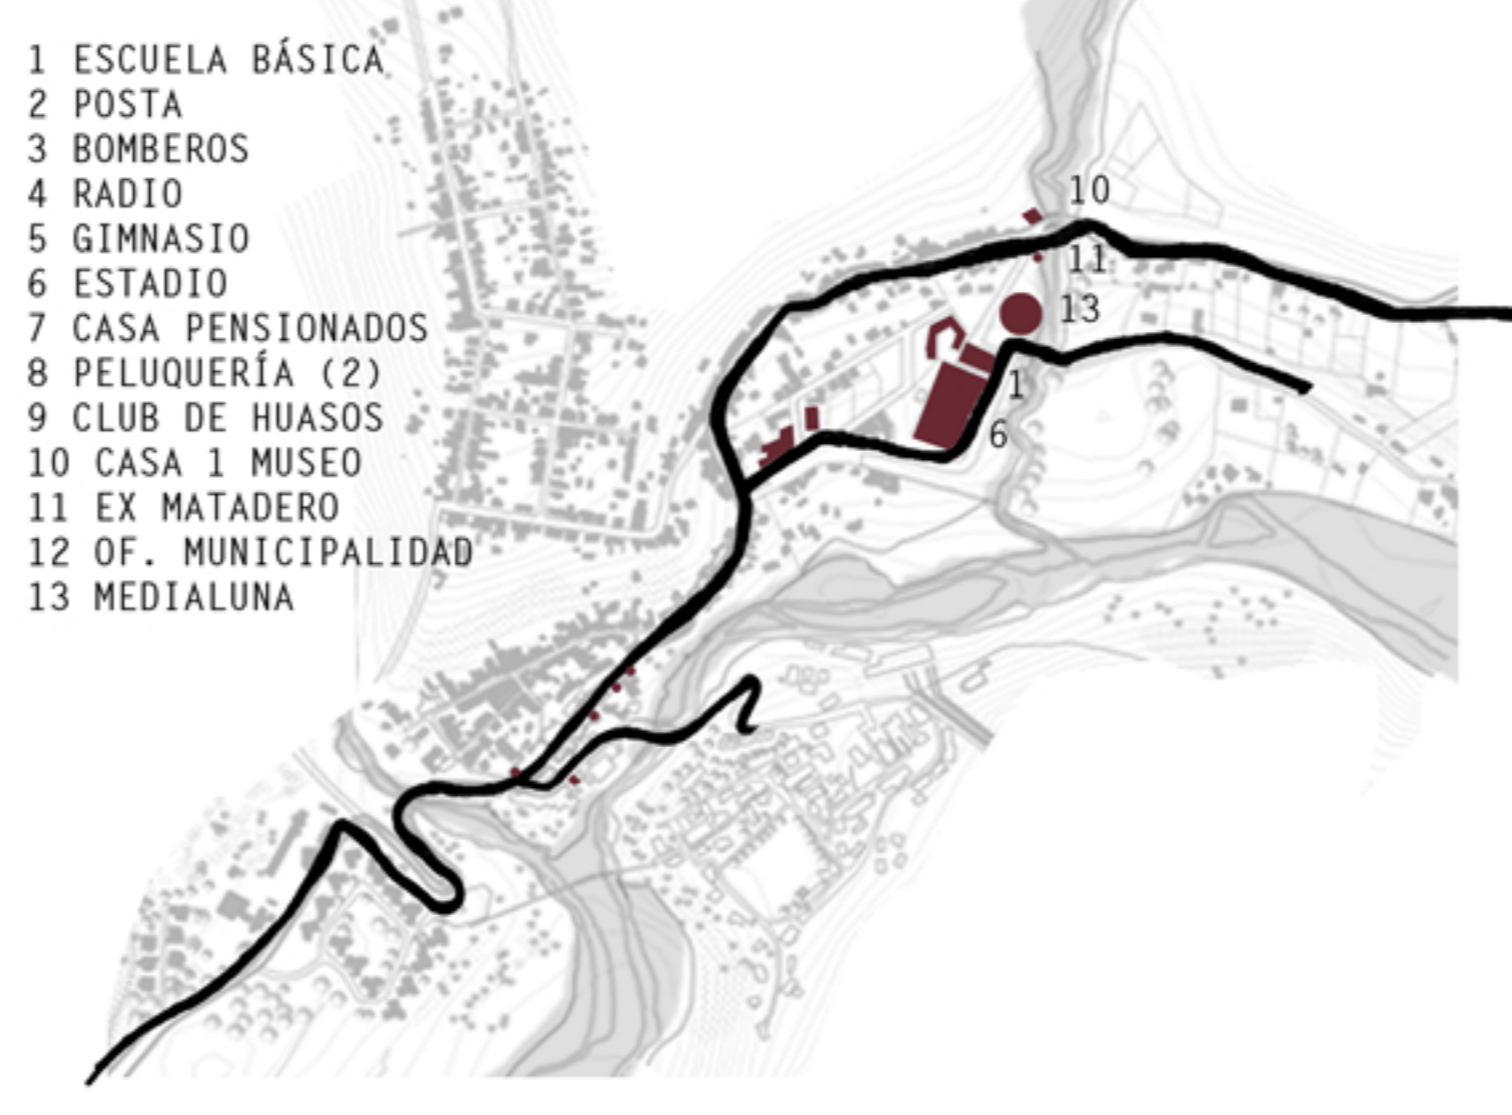 1 ESCUELA BÁSICA
2 POSTA
3 BOMBEROS
4 RADIO
5 GIMNASIO
6 ESTADIO
7 CASA PENSIONADOS
8 PELUQUERÍA (2)
9 CLUB DE HUASOS
10 CASA 1 MUSEO
11 EX MATADERO
12 OF. MUNICIPALIDAD
13 MEDIALUNA
10
11
13
1
6